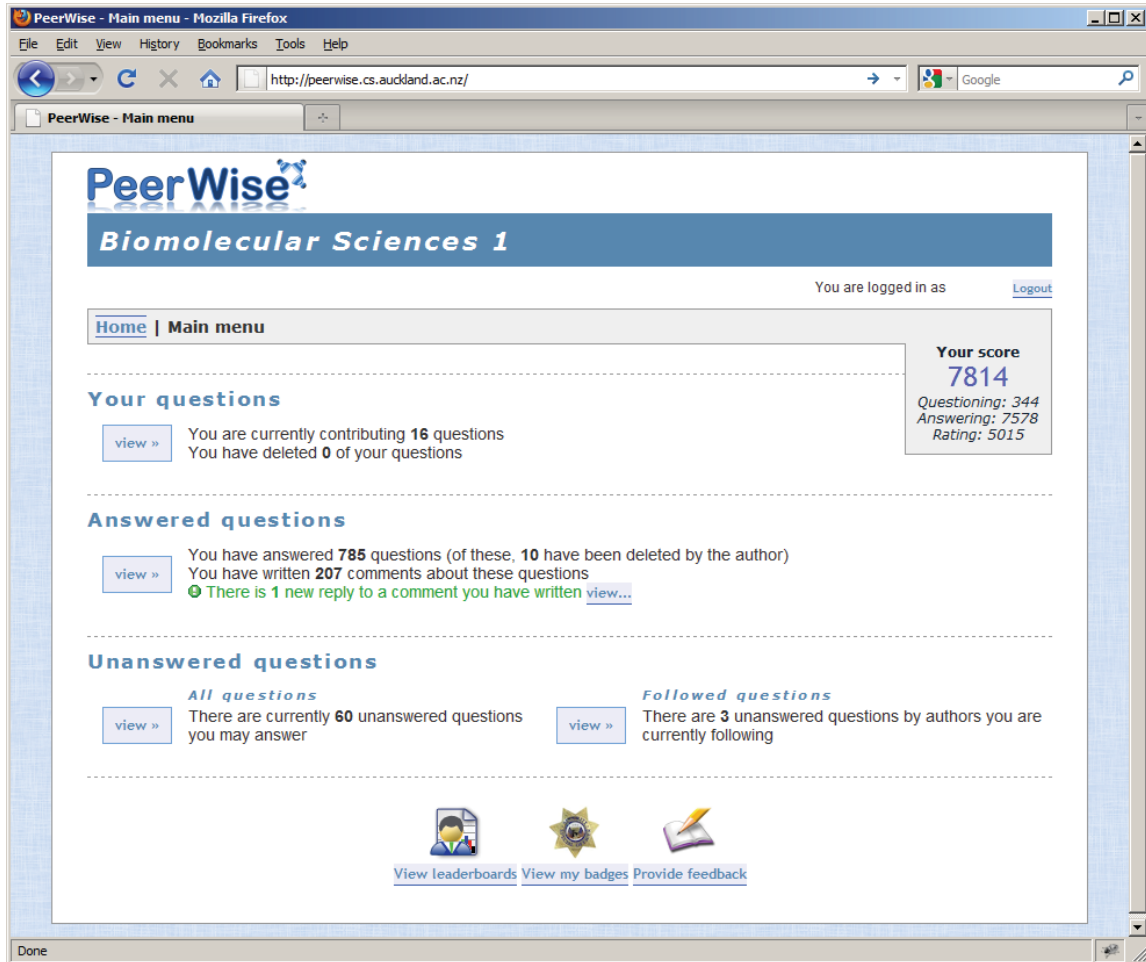 PeerWise - Main menu - Mozilla Firefox
File Edit View History Bookmarks Tools Help
http://peerwise.cs.auckland.ac.nz/
Google
PeerWise - Main menu
PeerWise
Biomolecular Sciences 1
You are logged in as Logout
Home | Main menu
Your score
7814
Questioning: 344
Answering: 7578
Rating: 5015
Your questions
view »
You are currently contributing 16 questions
You have deleted 0 of your questions
Answered questions
view »
You have answered 785 questions (of these, 10 have been deleted by the author)
You have written 207 comments about these questions
There is 1 new reply to a comment you have written view...
Unanswered questions
All questions
view »
There are currently 60 unanswered questions
you may answer
Followed questions
view »
There are 3 unanswered questions by authors you are
currently following
View leaderboards View my badges Provide feedback
Done